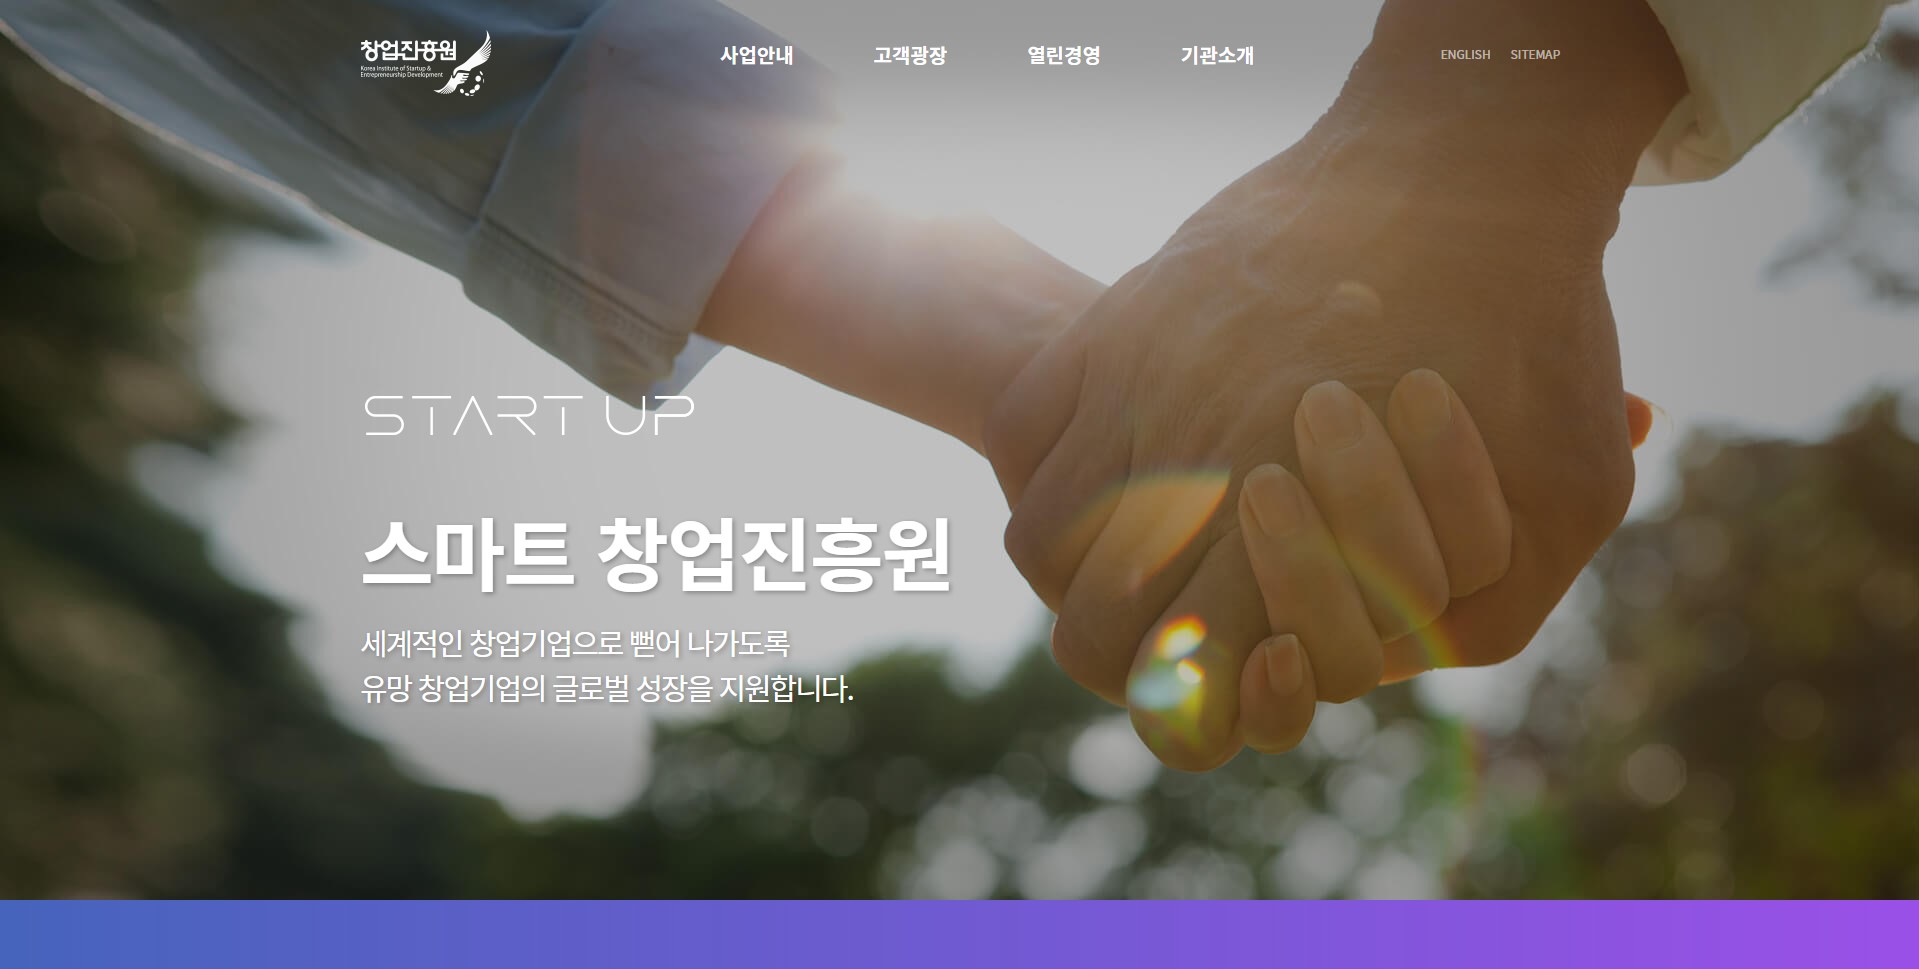 창업진흥원
Korea Institute of Startup &
Entrepreneurship Development
사업안내
고객광장
열린경영
기관소개
ENGLISH
SITEMAP
START UP
스마트 창업진흥원
세계적인 창업기업으로 뻗어 나가도록
유망 창업기업의 글로벌 성장을 지원합니다.